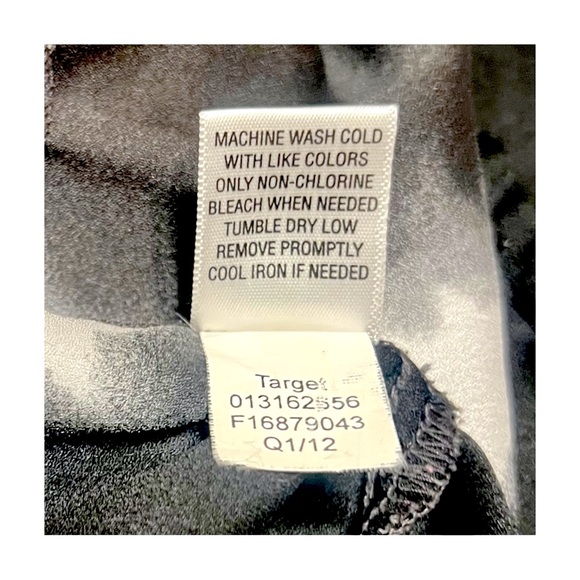 MACHINE WASH COLD
WITH LIKE COLORS
ONLY NON-CHLORINE
BLEACH WHEN NEEDED
TUMBLE DRY LOW
REMOVE PROMPTLY
COOL IRON IF NEEDED
Target
F16879043
Q1/12